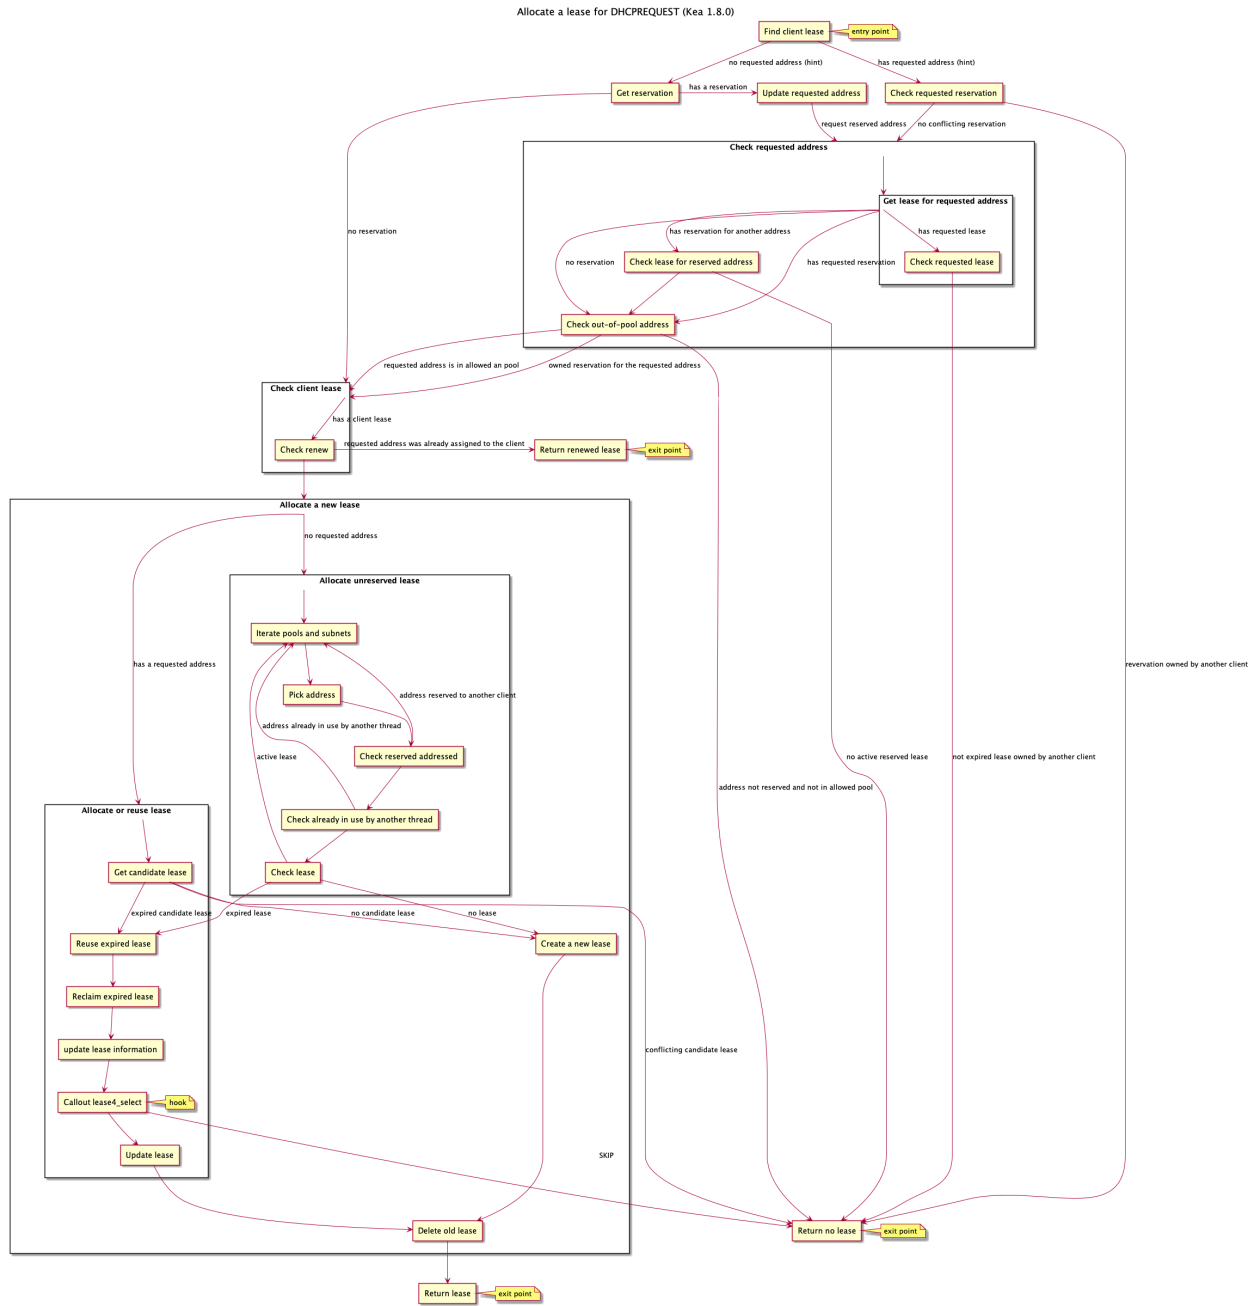 Allocate a lease for DHCPREQUEST (Kea 1.8.0)
Find client lease
entry point
no requested address (hint)
has requested address (hint)
Get reservation
has a reservation
Update requested address
Check requested reservation
request reserved address
no conflicting reservation
Check requested address
Get lease for requested address
no reservation
has reservation for another address
has requested lease
no reservation
Check lease for reserved address
has requested reservation
Check requested lease
Check out-of-pool address
requested address is in allowed an pool
owned reservation for the requested address
Check client lease
has a client lease
Check renew
requested address was already assigned to the client
Return renewed lease
exit point
Allocate a new lease
no requested address
Allocate unreserved lease
Iterate pools and subnets
has a requested address
revervation owned by another client
Pick address
address reserved to another client
address already in use by another thread
Check reserved addressed
active lease
no active reserved lease
not expired lease owned by another client
address not reserved and not in allowed pool
Allocate or reuse lease
Check already in use by another thread
Get candidate lease
Check lease
expired candidate lease
expired lease
no candidate lease
no lease
Reuse expired lease
Create a new lease
Reclaim expired lease
update lease information
conflicting candidate lease
Callout lease4_select
hook
Update lease
SKIP
Delete old lease
Return no lease
exit point
Return lease
exit point